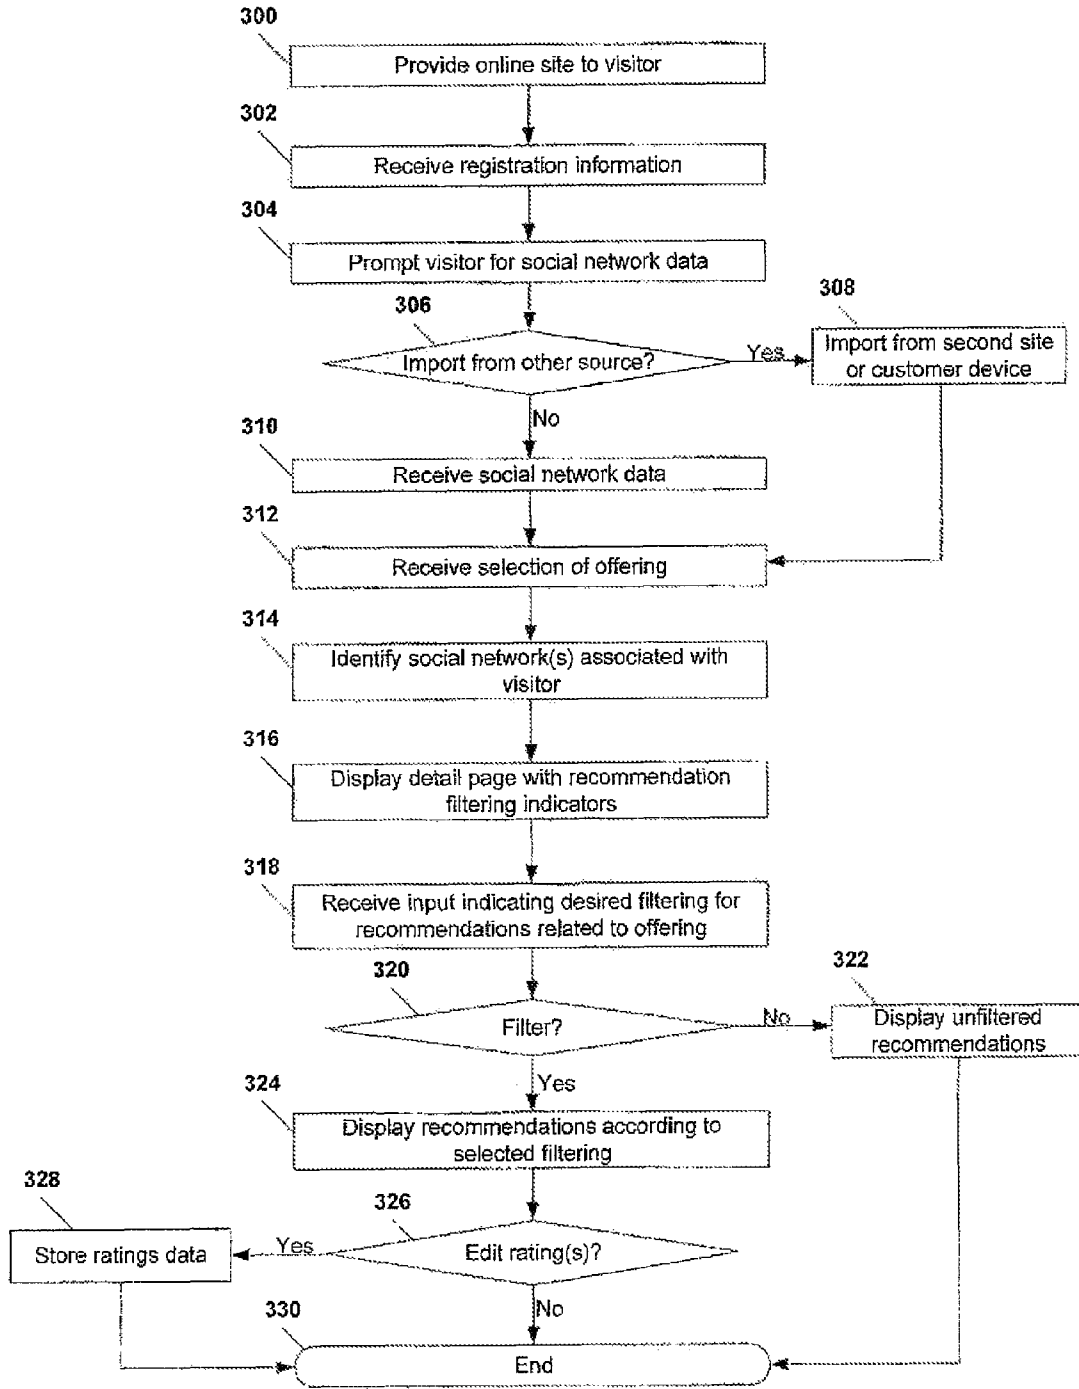 300
Provide online site to visitor
302
Receive registration information
304
Prompt visitor for social network data
306
308
Import from other source?
Yes
Import from second site
or customer device
No
310
Receive social network data
312
Receive selection of offering
314
Identify social network(s) associated with
visitor
316
Display detail page with recommendation
filtering indicators
318
Receive input indicating desired filtering for
recommendations related to offering
320
322
Filter?
No
Display unfiltered
recommendations
Yes
324
Display recommendations according to
selected filtering
328
326
Store ratings data
Yes
Edit rating(s)?
No
330
End